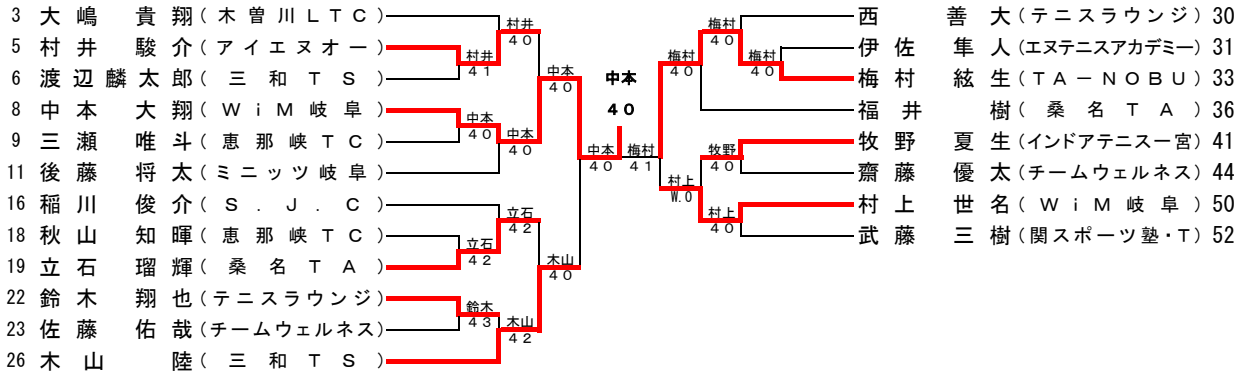 3 大嶋 貴翔 (木曽川LTC)
5 村井 駿介 (アイエヌオー)
6 渡辺麟太郎 (三和TS)
8 中本 大翔 (WiM岐阜)
9 三瀬 唯斗 (恵那峡TC)
11 後藤 将太 (ミニッツ岐阜)
16 稲川 俊介 (S.J.C)
18 秋山 知暉 (恵那峡TC)
19 立石 瑠輝 (桑名TA)
22 鈴木 翔也 (テニスラウンジ)
23 佐藤 佑哉 (チームウェルネス)
26 木山 陸 (三和TS)
村井
40
村井
41
中本
40
中本
40
中本
40
立石
42
立石
42
木山
40
鈴木
43
木山
42
中本
40
中本
40
梅村
41
梅村
40
梅村
40
梅村
40
村上
W.0
牧野
40
村上
40
西 善大 (テニスラウンジ) 30
伊佐 隼人 (エヌテニスアカデミー) 31
梅村 絃生 (TA-NOBU) 33
福井 樹 (桑名TA) 36
牧野 夏生 (インドアテニス一宮) 41
齋藤 優太 (チームウェルネス) 44
村上 世名 (WiM岐阜) 50
武藤 三樹 (関スポーツ塾・T) 52